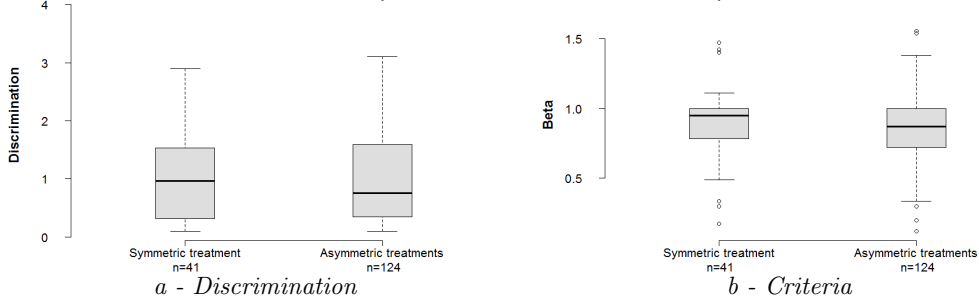 4
3
2
1
0
Discrimination
Symmetric treatment
n=41
Asymmetric treatments
n=124
a - Discrimination
1.5
1.0
0.5
Beta
Symmetric treatment
n=41
Asymmetric treatments
n=124
b - Criteria